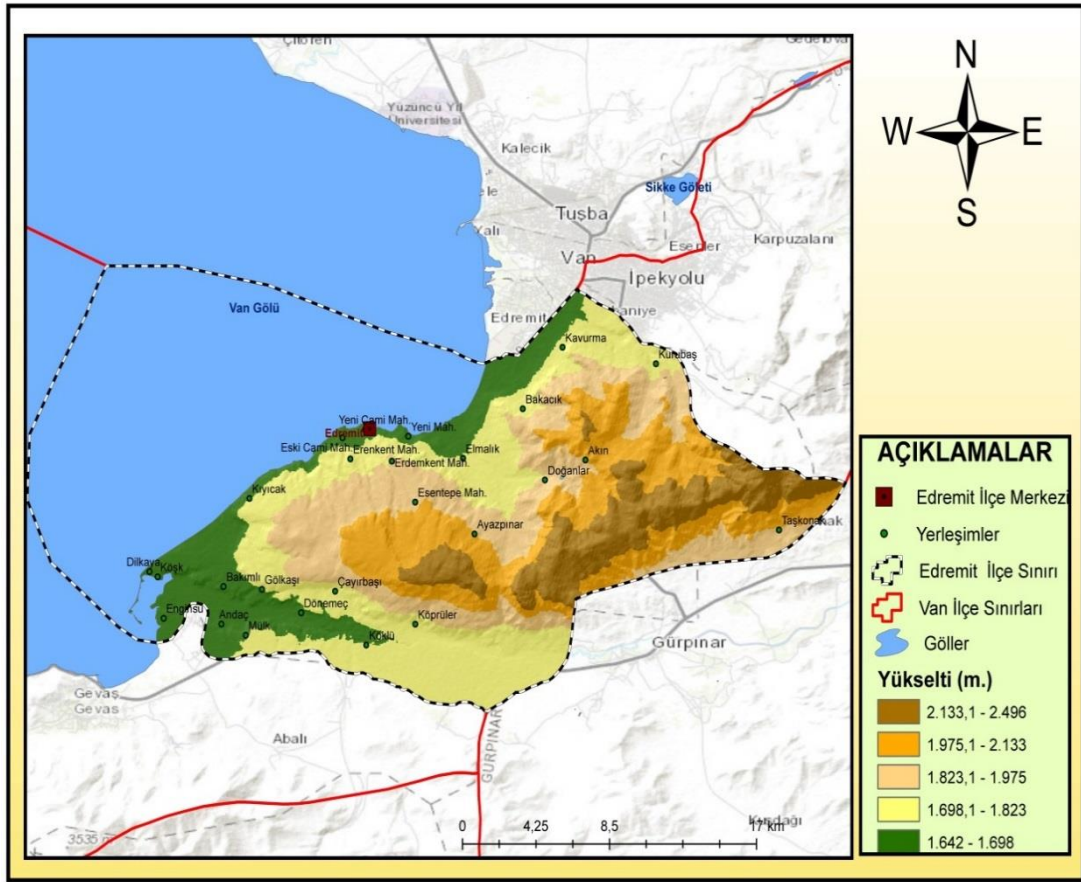 Çitören
Gedelova
Yüzüncü Yıl
Üniversitesi
Kalecik
Sikke Göleti
Tuşba
Yalı
Esenler
Karpuzalanı
Van
İpekyolu
Van Gölü
Edremit
Kavurma
Kurubaş
Bakacık
Yeni Cami Mah.
Edremit
Yeni Mah.
Eski Cami Mah.
Erenkent Mah.
Erdemkent Mah.
Elmalık
Akın
Doğanlar
Kıyıcak
Esentepe Mah.
Ayazpınar
Taşkonak
Dilkaya
Köşk
Bakımlı
Gölkaşı
Çayırbaşı
Enginsu
Andaç
Dönemeç
Köprüler
Mülk
Köklü
Gürpınar
Gevaş
Gevas
Abalı
GÜRPINAR
3535 m
0
4,25
8,5
17 km
N
W
E
S
AÇIKLAMALAR
Edremit İlçe Merkezi
Yerleşimler
Edremit İlçe Sınırı
Van İlçe Sınırları
Göller
Yükselti (m.)
2.133,1 - 2.496
1.975,1 - 2.133
1.823,1 - 1.975
1.698,1 - 1.823
1.642 - 1.698